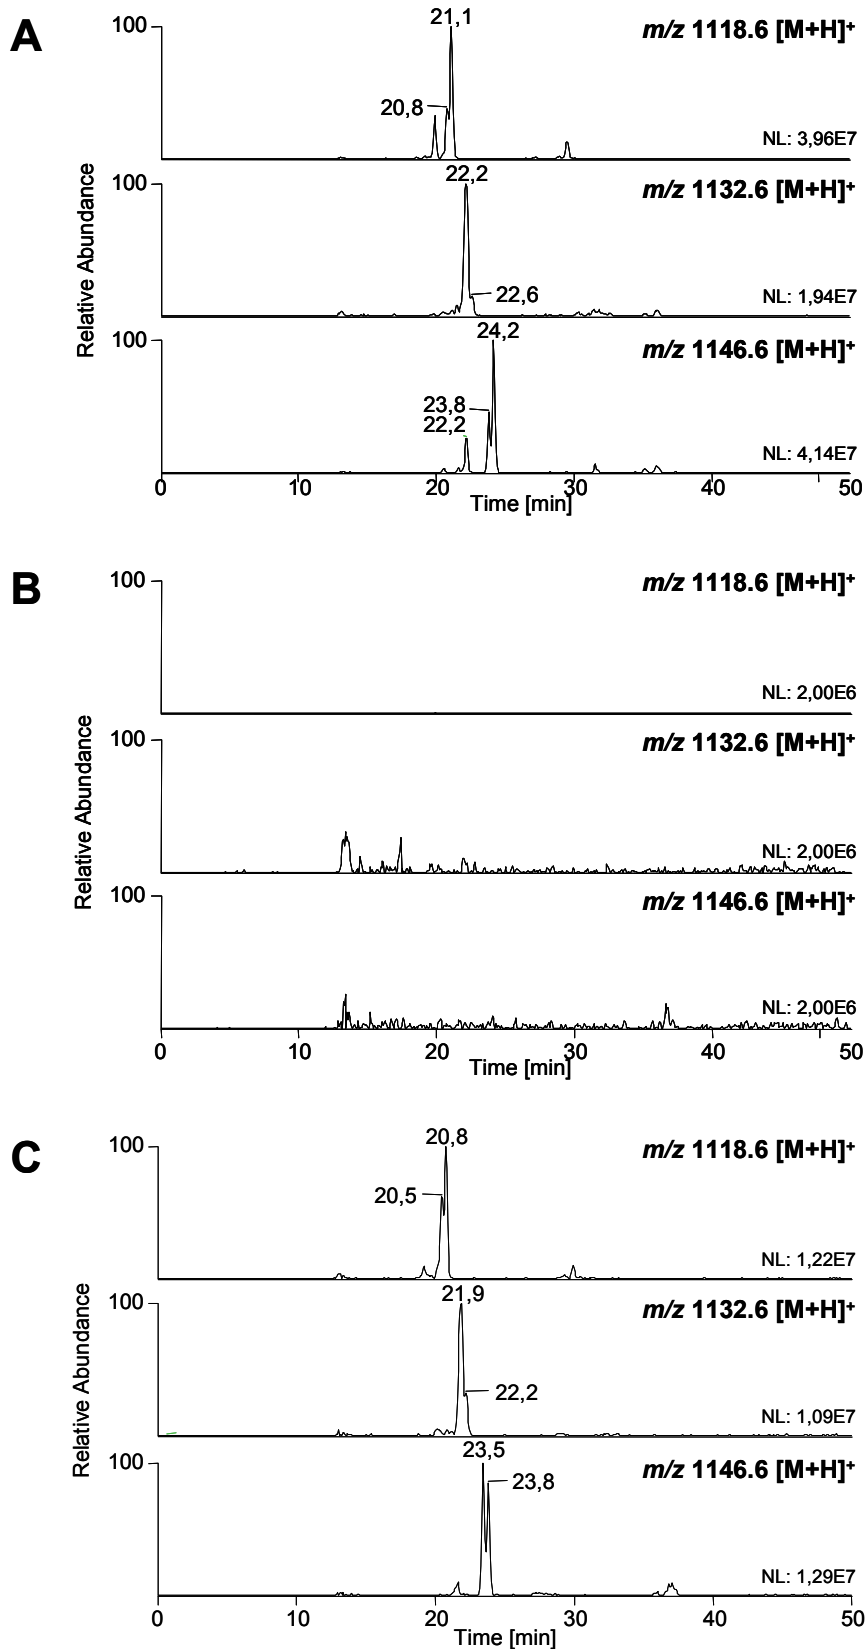 A
100
21,1
m/z 1118.6 [M+H]+
20,8
NL: 3,96E7
100
22,2
m/z 1132.6 [M+H]+
22,6
NL: 1,94E7
Relative Abundance
100
24,2
m/z 1146.6 [M+H]+
23,8
22,2
NL: 4,14E7
0 10 20 30 40 50
Time [min]
B
100
m/z 1118.6 [M+H]+
NL: 2,00E6
100
m/z 1132.6 [M+H]+
NL: 2,00E6
Relative Abundance
100
m/z 1146.6 [M+H]+
NL: 2,00E6
0 10 20 30 40 50
Time [min]
C
100
20,8
m/z 1118.6 [M+H]+
20,5
NL: 1,22E7
100
21,9
m/z 1132.6 [M+H]+
22,2
NL: 1,09E7
Relative Abundance
100
23,5
m/z 1146.6 [M+H]+
23,8
NL: 1,29E7
0 10 20 30 40 50
Time [min]